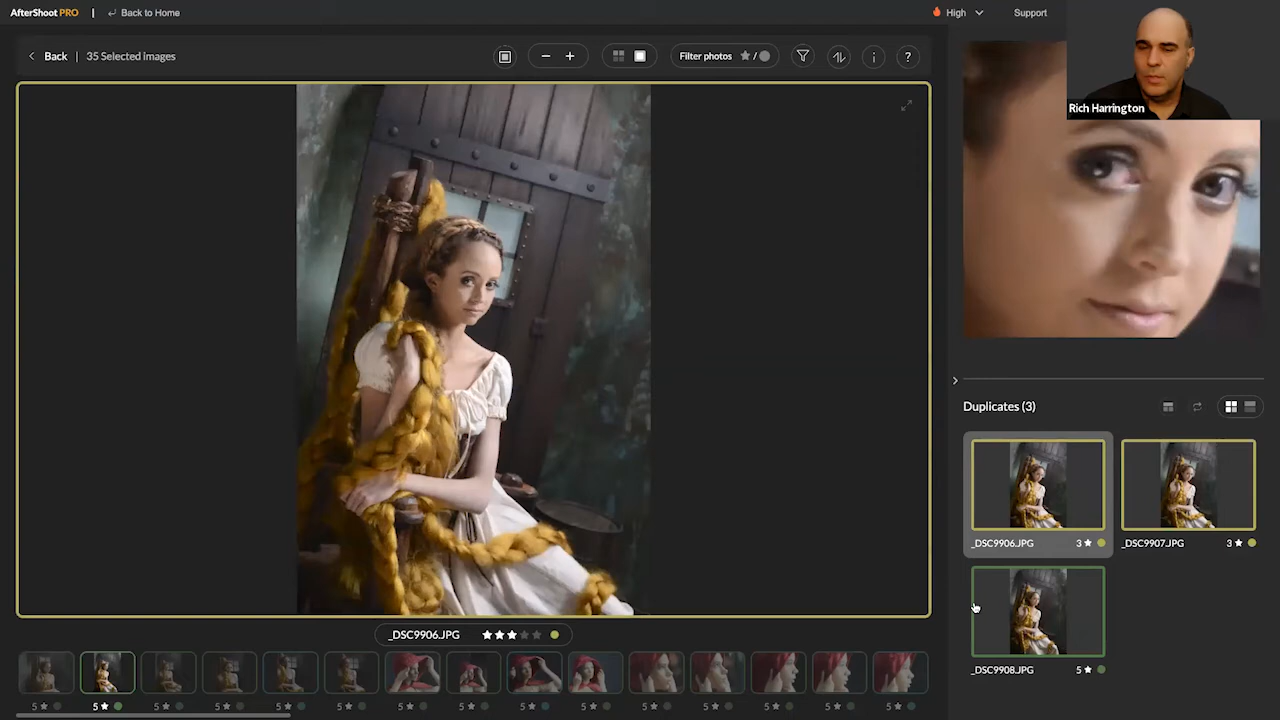 AfterShoot PRO | ↵ Back to Home
High
Support
Back | 35 Selected images
Filter photos
/
i
?
Rich Harrington
Duplicates (3)
_DSC9906.JPG 3
_DSC9907.JPG 3
_DSC9908.JPG 5
_DSC9906.JPG
5 5 5 5 5 5 5 5 5 5 5 5 5 5 5